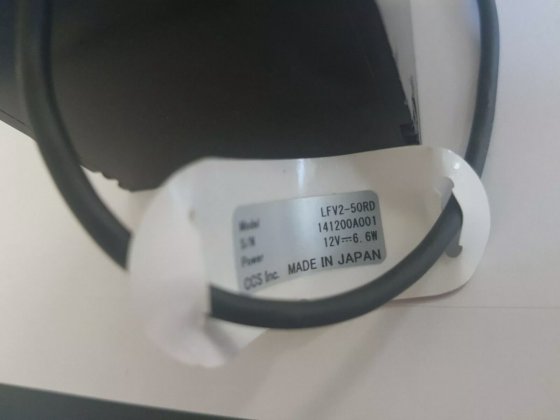 Model LFV2-50RD
S/N 141200A001
Power 12V⎓6.6W
CCS Inc. MADE IN JAPAN